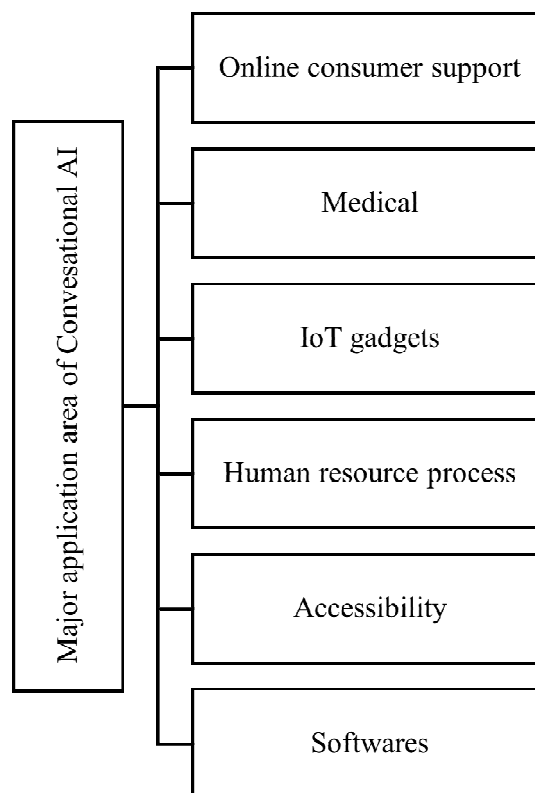 Major application area of Convesational AI
Online consumer support
Medical
IoT gadgets
Human resource process
Accessibility
Softwares